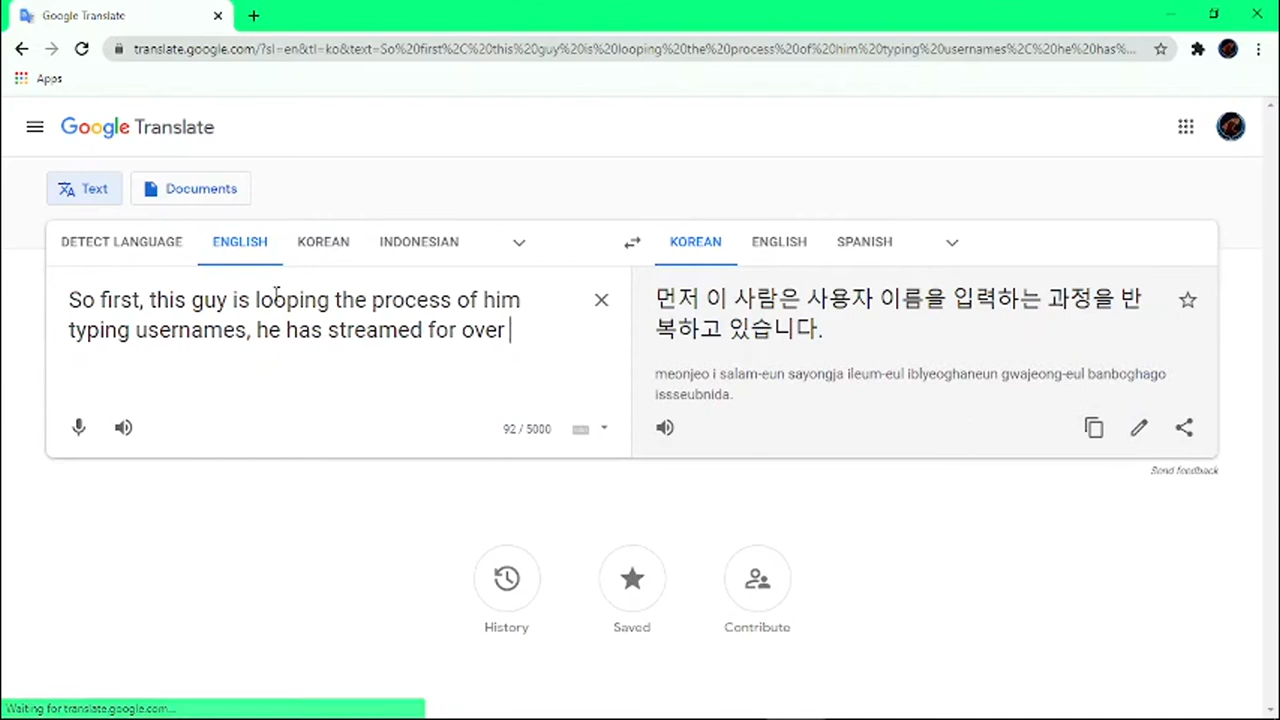 Google Translate
translate.google.com/?sl=en&tl=ko&text=So%20first%2C%20this%20guy%20is%20looping%20the%20process%20of%20him%20typing%20usernames%2C%20he%20has%...
Apps
Google Translate
Text Documents
DETECT LANGUAGE ENGLISH KOREAN INDONESIAN KOREAN ENGLISH SPANISH
So first, this guy is looping the process of him
typing usernames, he has streamed for over
92 / 5000
먼저 이 사람은 사용자 이름을 입력하는 과정을 반
복하고 있습니다.
meonjeo i salam-eun sayongja ileum-eul iblyeoghaneun gwajeong-eul banboghago
issseubnida.
Send feedback
History Saved Contribute
Waiting for translate.google.com...